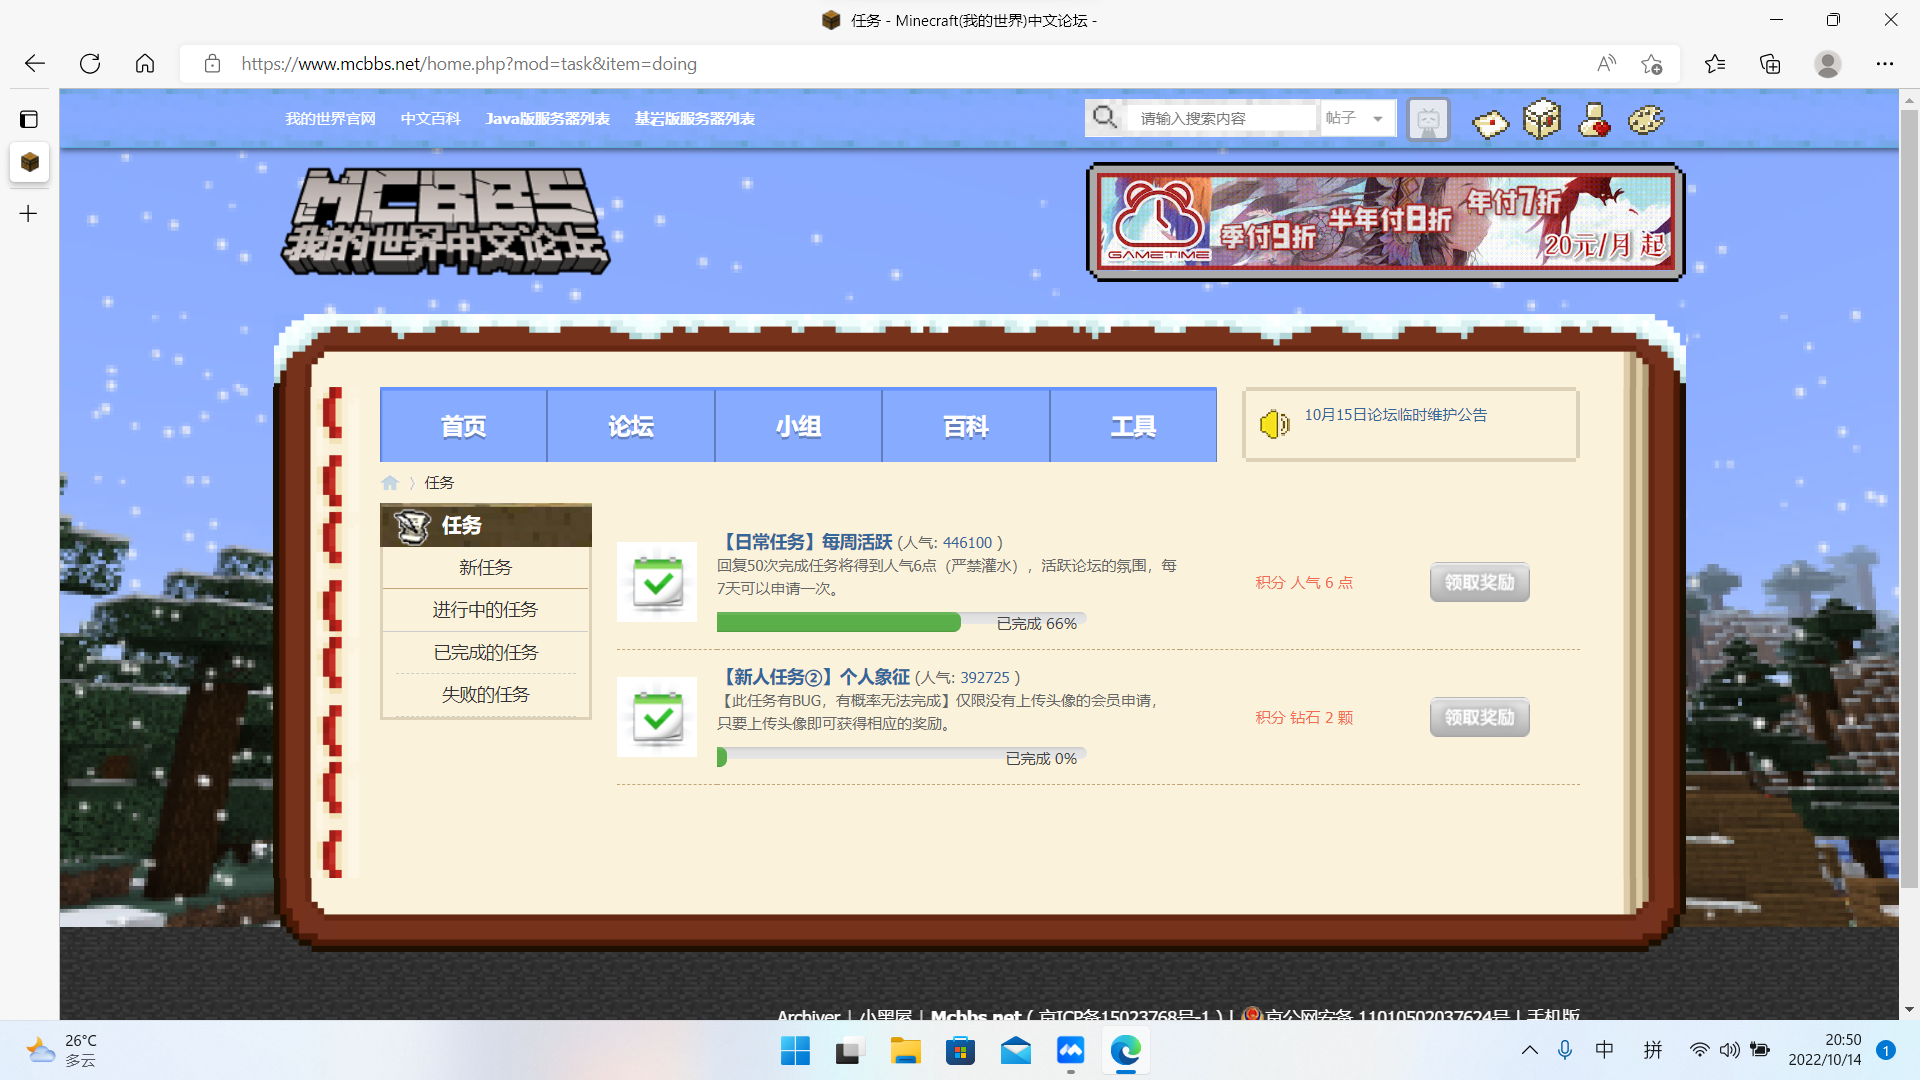 任务 - Minecraft(我的世界)中文论坛 -
https://www.mcbbs.net/home.php?mod=task&item=doing
我的世界官网 中文百科 Java版服务器列表 基岩版服务器列表
请输入搜索内容 帖子
MCBBS
我的世界中文论坛
GAMETIME
季付9折 半年付8折 年付7折
20元/月 起
首页 论坛 小组 百科 工具
10月15日论坛临时维护公告
任务
任务
新任务
进行中的任务
已完成的任务
失败的任务
【日常任务】每周活跃 (人气: 446100 )
回复50次完成任务将得到人气6点（严禁灌水），活跃论坛的氛围，每
7天可以申请一次。
已完成 66%
积分 人气 6 点
领取奖励
【新人任务②】个人象征 (人气: 392725 )
【此任务有BUG，有概率无法完成】仅限没有上传头像的会员申请，
只要上传头像即可获得相应的奖励。
已完成 0%
积分 钻石 2 颗
领取奖励
Archiver | 小黑屋 | Mcbbs.net ( 京ICP备15023768号-1 ) | 京公网安备 11010502037624号 | 手机版
26°C
多云
中 拼
20:50
2022/10/14
1